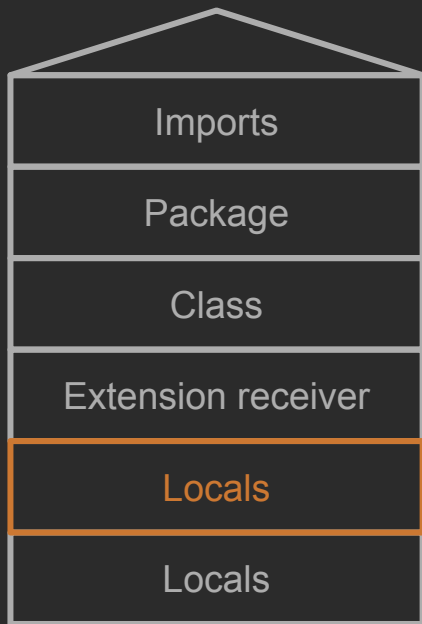 Imports
Package
Class
Extension receiver
Locals
Locals